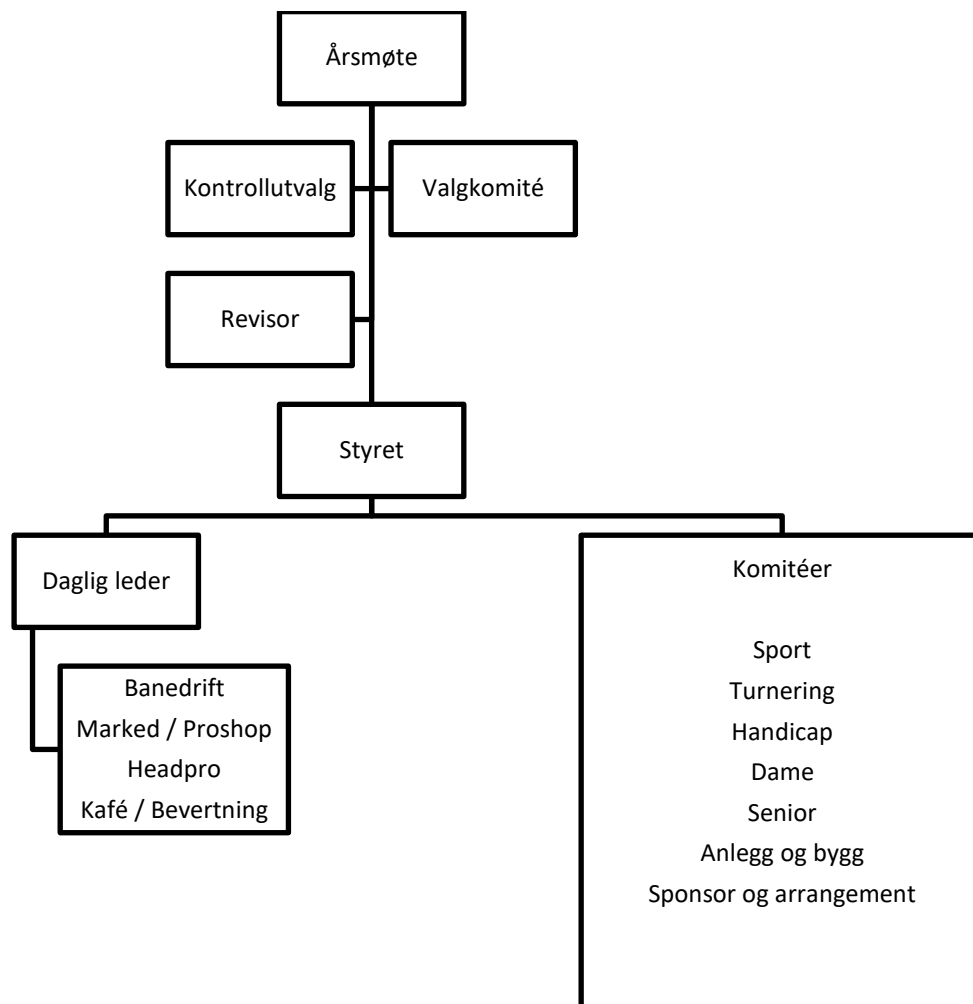 Årsmøte
Kontrollutvalg
Valgkomité
Revisor
Styret
Daglig leder
Banedrift
Marked / Proshop
Headpro
Kafé / Bevertning
Komitéer
Sport
Turnering
Handicap
Dame
Senior
Anlegg og bygg
Sponsor og arrangement